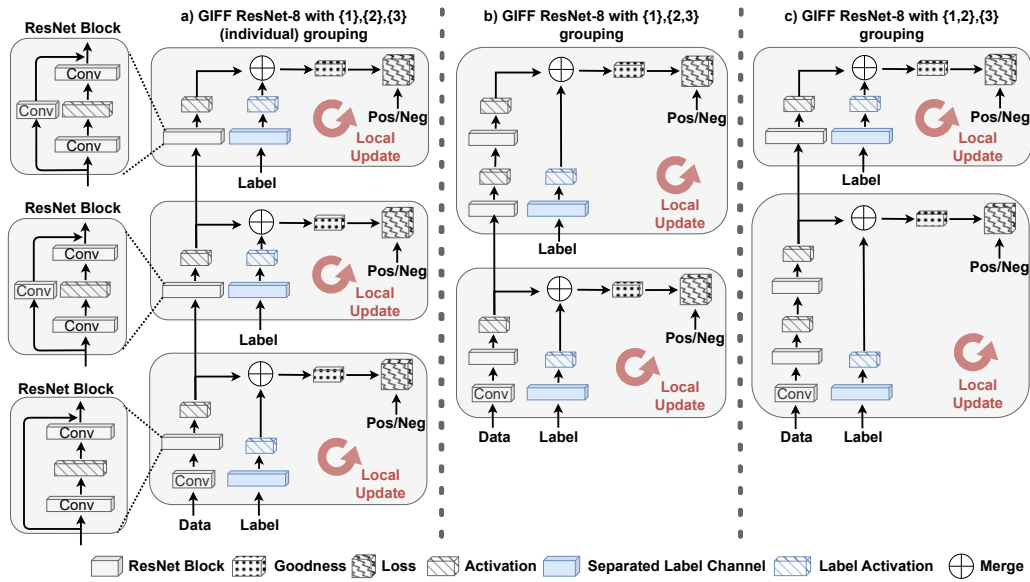 ResNet Block
Conv
Conv
Conv
ResNet Block
Conv
Conv
Conv
ResNet Block
Conv
Conv
a) GIFF ResNet-8 with {1},{2},{3}
(individual) grouping
Pos/Neg
Local
Update
Label
Pos/Neg
Local
Update
Label
Pos/Neg
Local
Update
Conv
Data
Label
b) GIFF ResNet-8 with {1},{2,3}
grouping
Pos/Neg
Local
Update
Label
Pos/Neg
Local
Update
Conv
Data
Label
c) GIFF ResNet-8 with {1,2},{3}
grouping
Pos/Neg
Local
Update
Label
Pos/Neg
Local
Update
Conv
Data
Label
ResNet Block
Goodness
Loss
Activation
Separated Label Channel
Label Activation
Merge